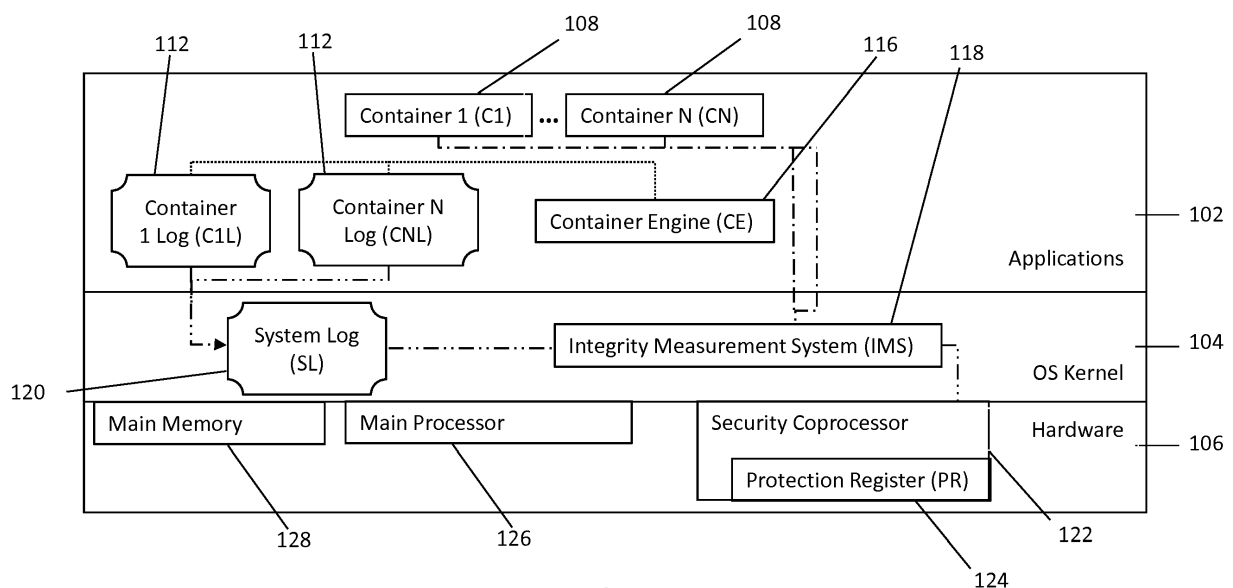 112
112
108
108
116
118
Container 1 (C1)
...
Container N (CN)
Container
1 Log (C1L)
Container N
Log (CNL)
Container Engine (CE)
102
Applications
System Log
(SL)
Integrity Measurement System (IMS)
104
OS Kernel
120
Main Memory
Main Processor
Security Coprocessor
Hardware
106
Protection Register (PR)
128
126
122
124